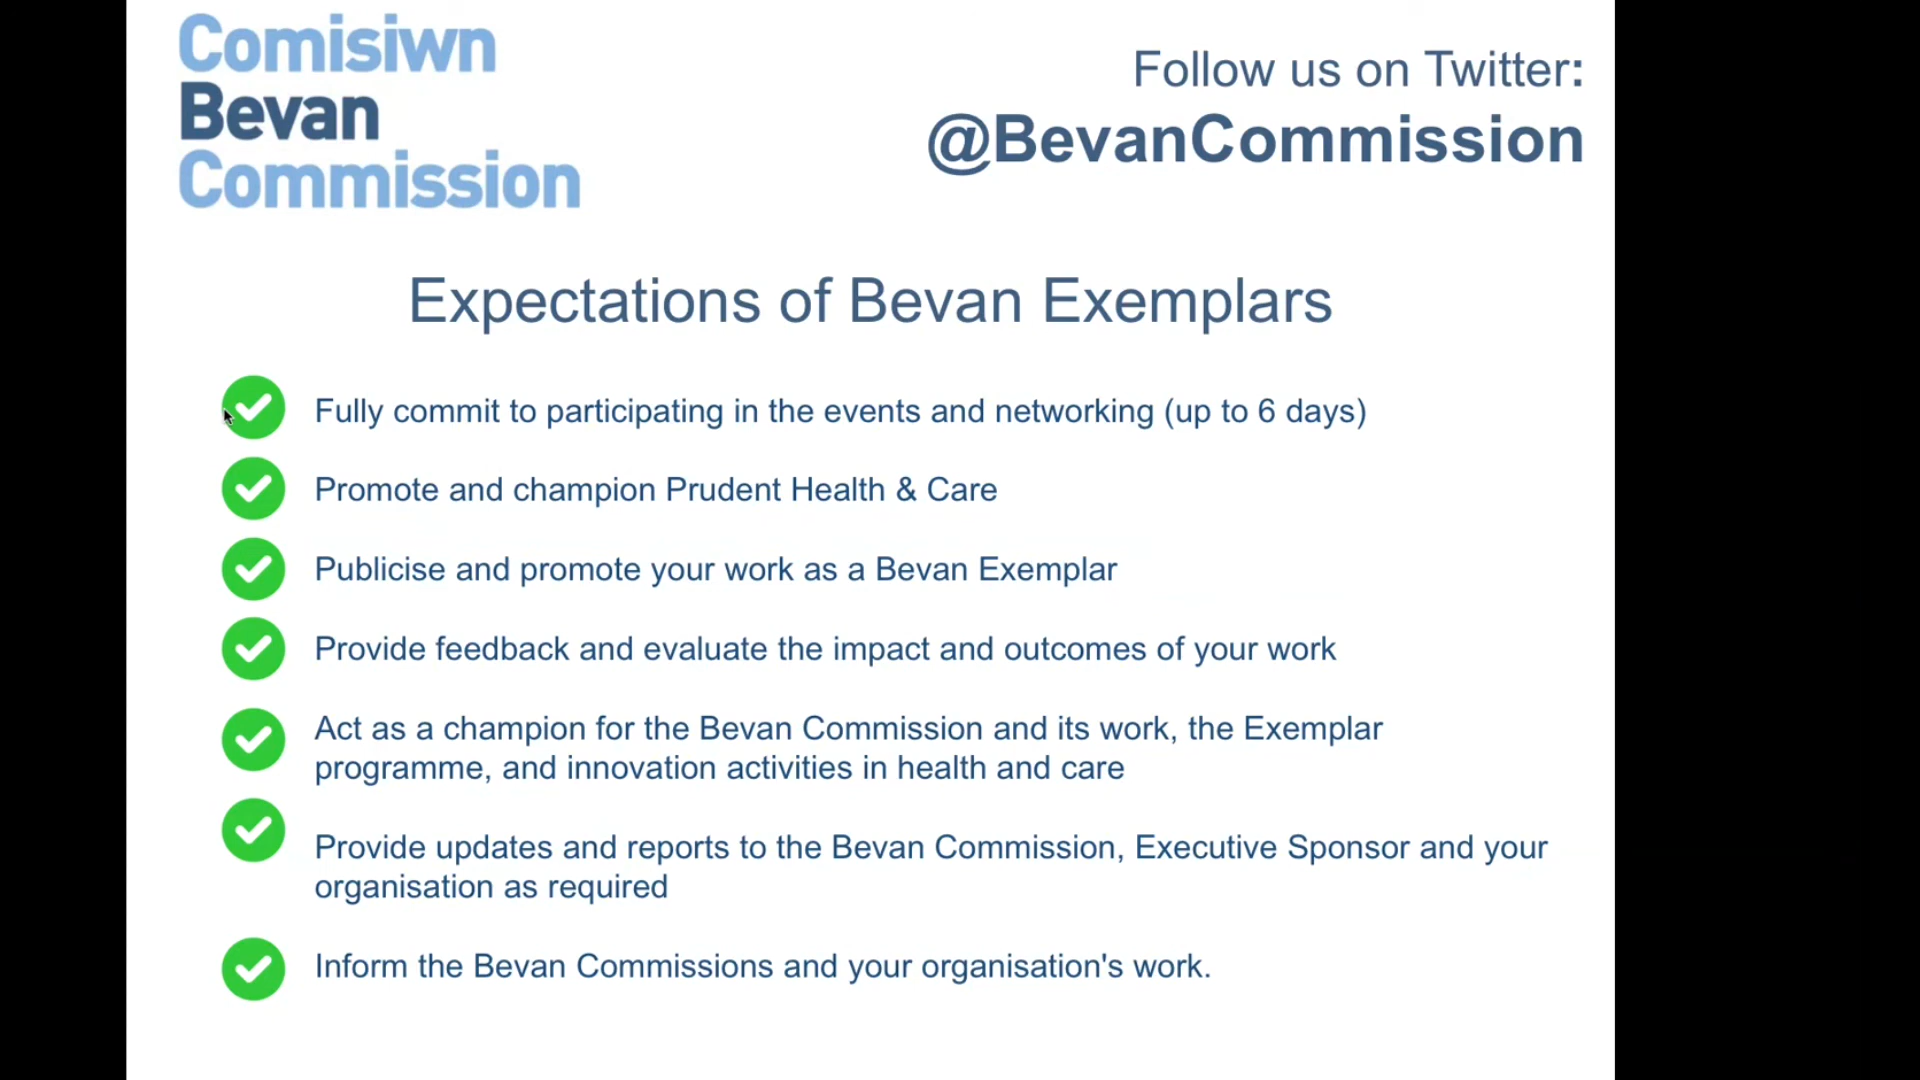 Comisiwn
Bevan
Commission
Follow us on Twitter:
@BevanCommission
Expectations of Bevan Exemplars
Fully commit to participating in the events and networking (up to 6 days)
Promote and champion Prudent Health & Care
Publicise and promote your work as a Bevan Exemplar
Provide feedback and evaluate the impact and outcomes of your work
Act as a champion for the Bevan Commission and its work, the Exemplar
programme, and innovation activities in health and care
Provide updates and reports to the Bevan Commission, Executive Sponsor and your
organisation as required
Inform the Bevan Commissions and your organisation's work.